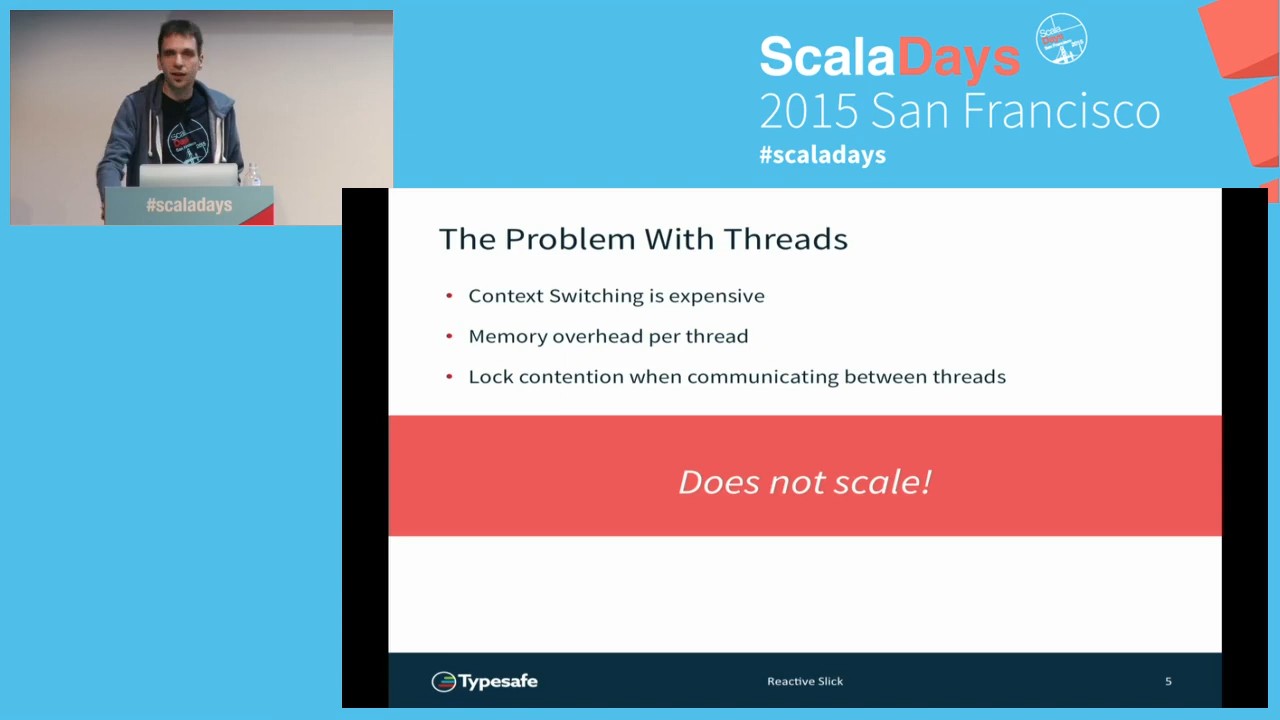 ScalaDays
2015 San Francisco
#scaladays
#scaladays
The Problem With Threads
• Context Switching is expensive
• Memory overhead per thread
• Lock contention when communicating between threads
Does not scale!
Typesafe
Reactive Slick
5